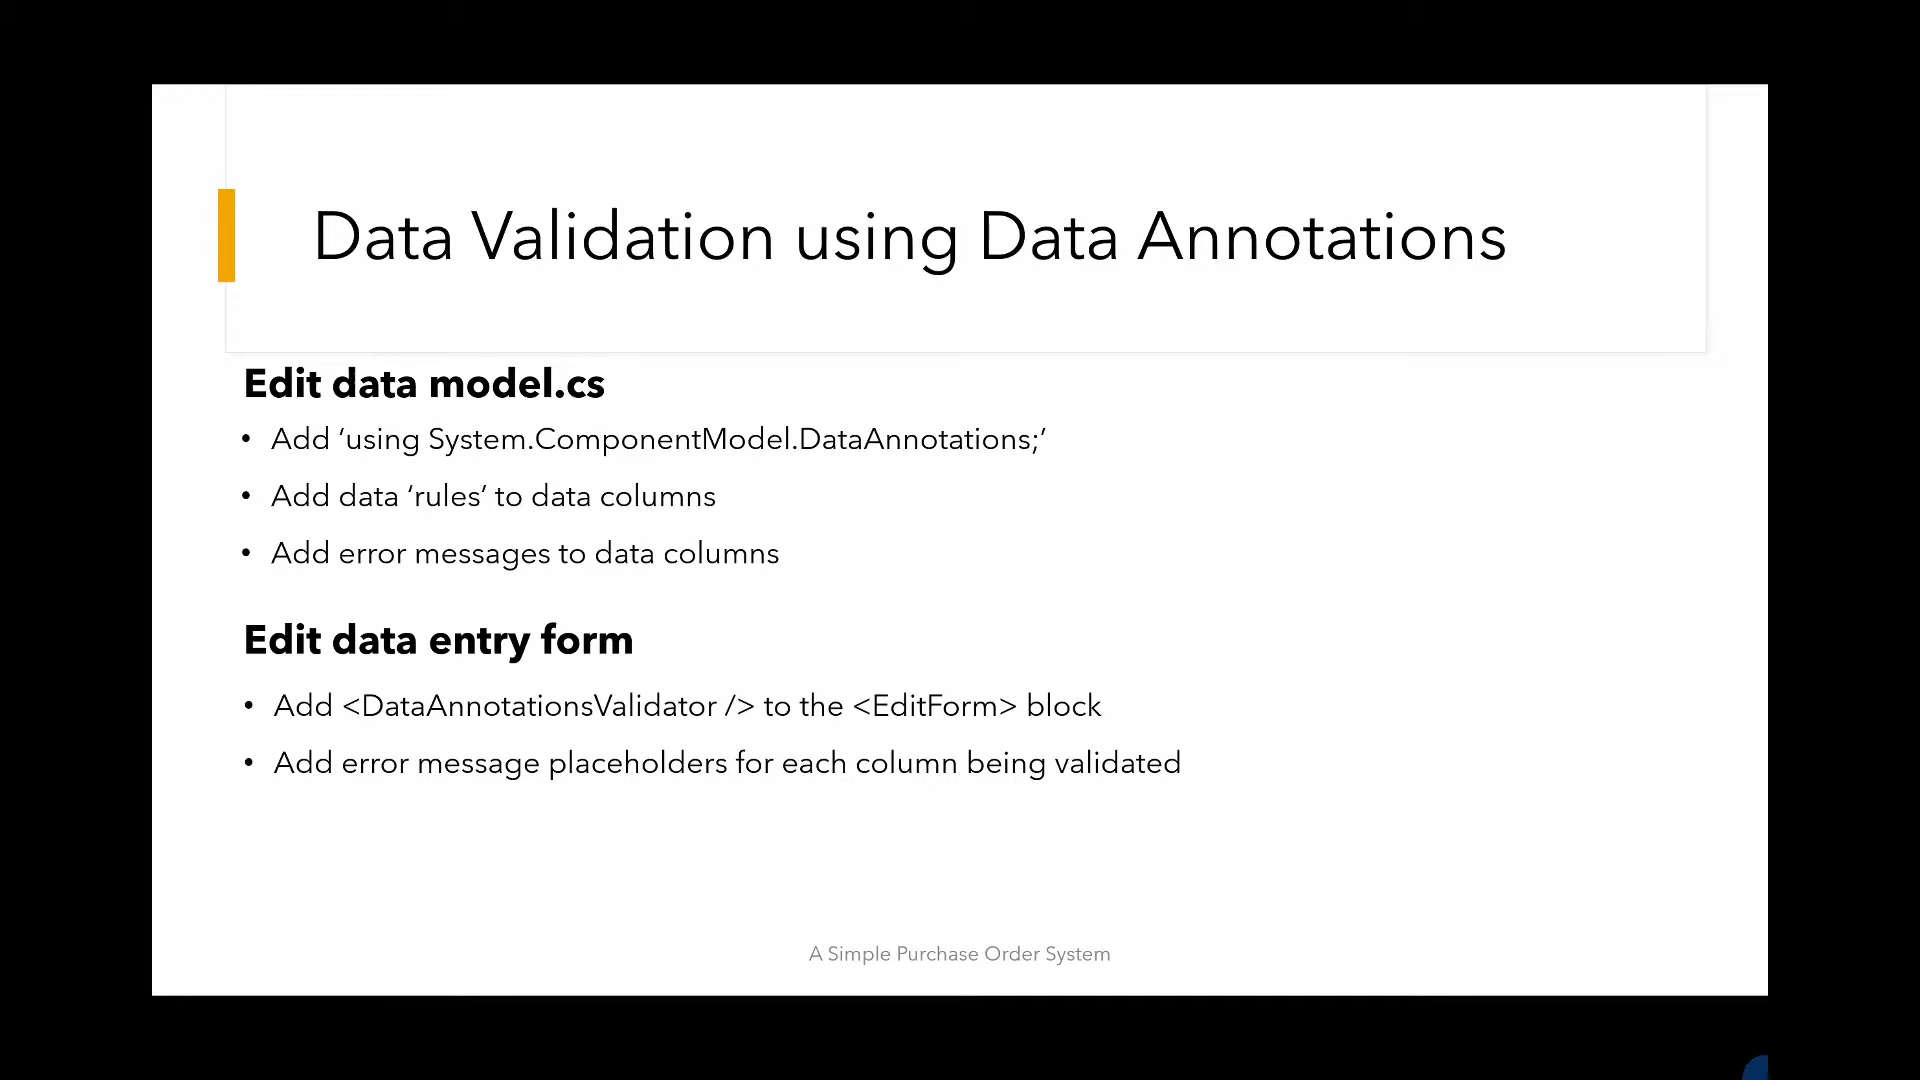 Data Validation using Data Annotations
Edit data model.cs
• Add ‘using System.ComponentModel.DataAnnotations;’
• Add data ‘rules’ to data columns
• Add error messages to data columns
Edit data entry form
• Add <DataAnnotationsValidator /> to the <EditForm> block
• Add error message placeholders for each column being validated
A Simple Purchase Order System